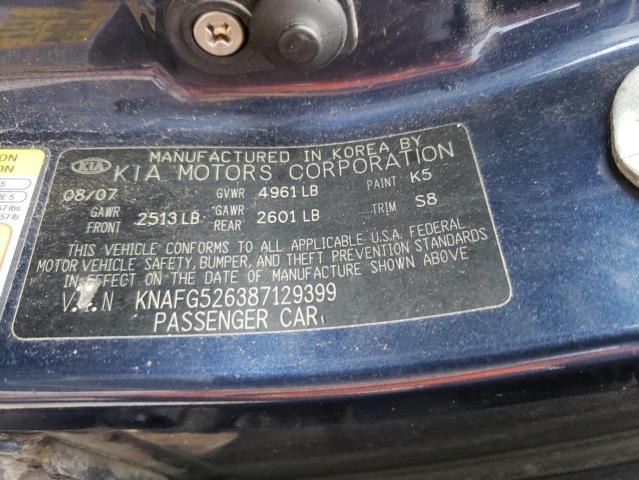 MANUFACTURED IN KOREA BY
KIA KIA MOTORS CORPORATION
08/07 GVWR 4961 LB PAINT K5
GAWR FRONT 2513 LB GAWR REAR 2601 LB TRIM S8
THIS VEHICLE CONFORMS TO ALL APPLICABLE U.S.A. FEDERAL
MOTOR VEHICLE SAFETY, BUMPER, AND THEFT PREVENTION STANDARDS
IN EFFECT ON THE DATE OF MANUFACTURE SHOWN ABOVE
V.I.N KNAFG526387129399
PASSENGER CAR